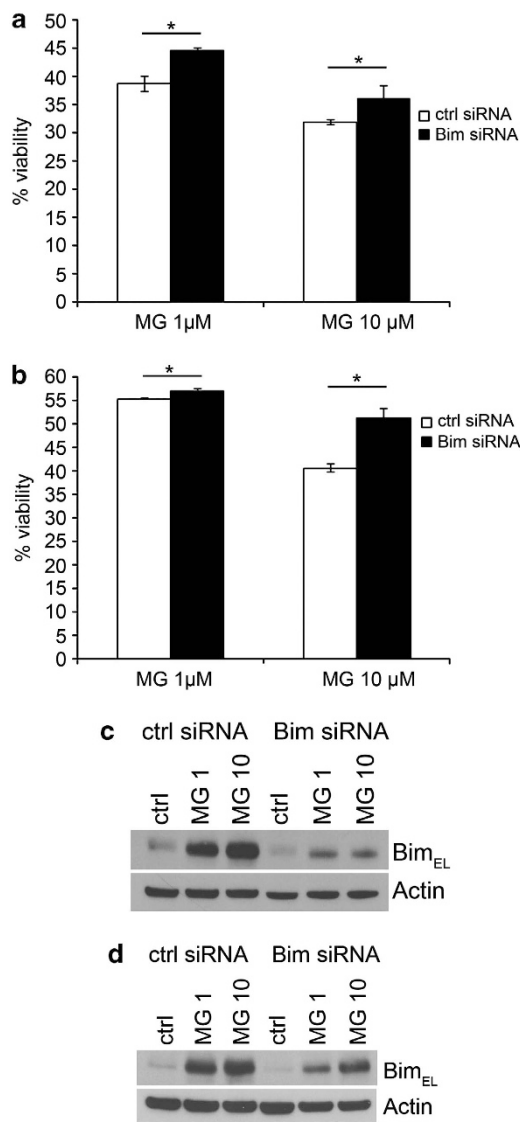 a
% viability
50
45
40
35
30
25
20
15
10
5
0
*
*
ctrl siRNA
Bim siRNA
MG 1µM
MG 10 µM
b
% viability
60
55
50
45
40
35
30
25
20
15
10
5
0
*
*
ctrl siRNA
Bim siRNA
MG 1µM
MG 10 µM
c
ctrl siRNA Bim siRNA
ctrl MG 1 MG 10 ctrl MG 1 MG 10
BimEL
Actin
d
ctrl siRNA Bim siRNA
ctrl MG 1 MG 10 ctrl MG 1 MG 10
BimEL
Actin